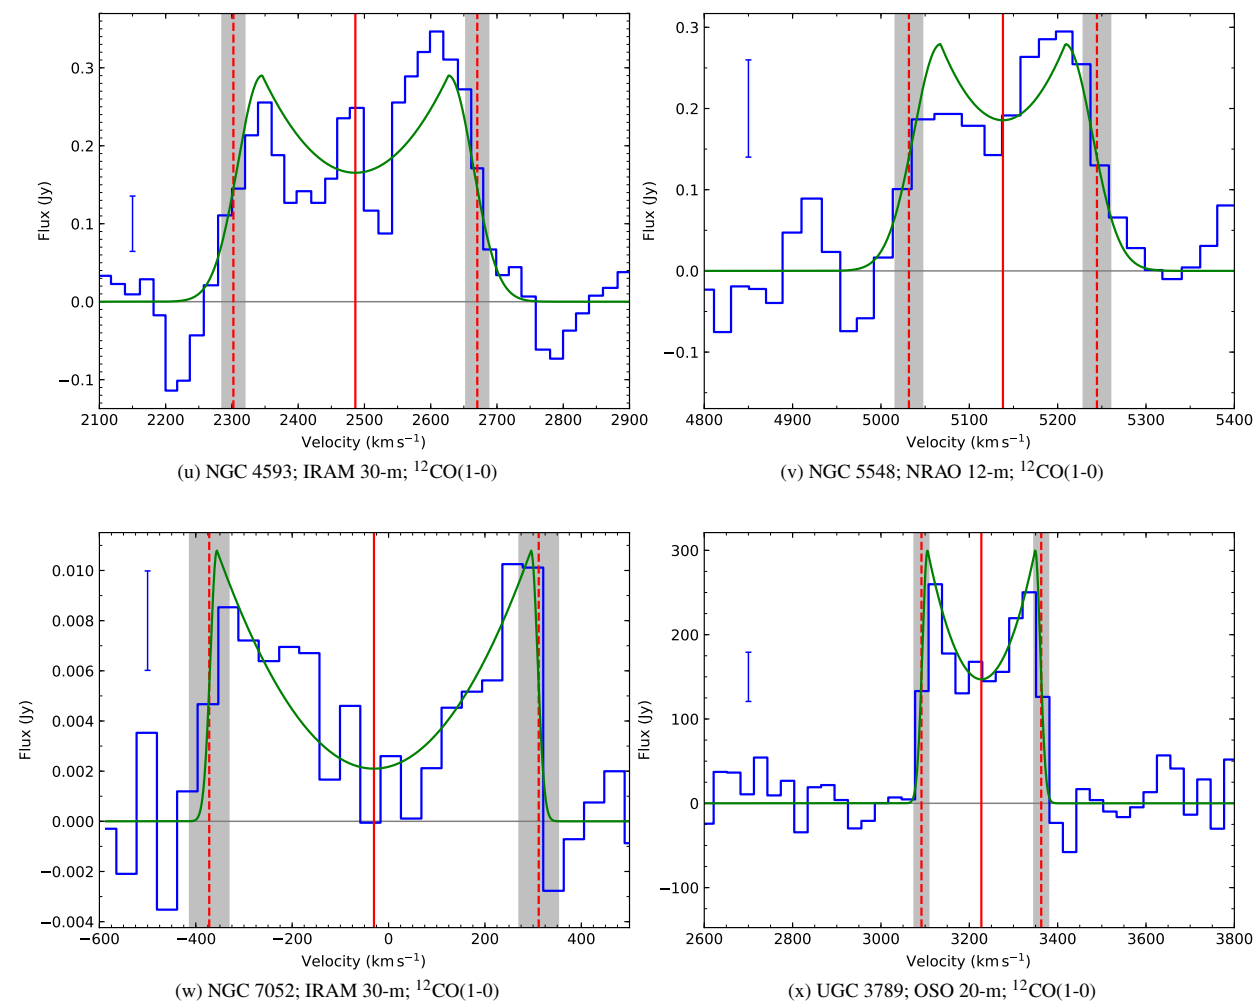 0.3
0.2
0.1
0.0
−0.1
Flux (Jy)
2100 2200 2300 2400 2500 2600 2700 2800 2900
Velocity (km s⁻¹)
(u) NGC 4593; IRAM 30-m; ¹²CO(1-0)
0.3
0.2
0.1
0.0
−0.1
Flux (Jy)
4800 4900 5000 5100 5200 5300 5400
Velocity (km s⁻¹)
(v) NGC 5548; NRAO 12-m; ¹²CO(1-0)
0.010
0.008
0.006
0.004
0.002
0.000
−0.002
−0.004
Flux (Jy)
−600 −400 −200 0 200 400
Velocity (km s⁻¹)
(w) NGC 7052; IRAM 30-m; ¹²CO(1-0)
300
200
100
0
−100
Flux (Jy)
2600 2800 3000 3200 3400 3600 3800
Velocity (km s⁻¹)
(x) UGC 3789; OSO 20-m; ¹²CO(1-0)